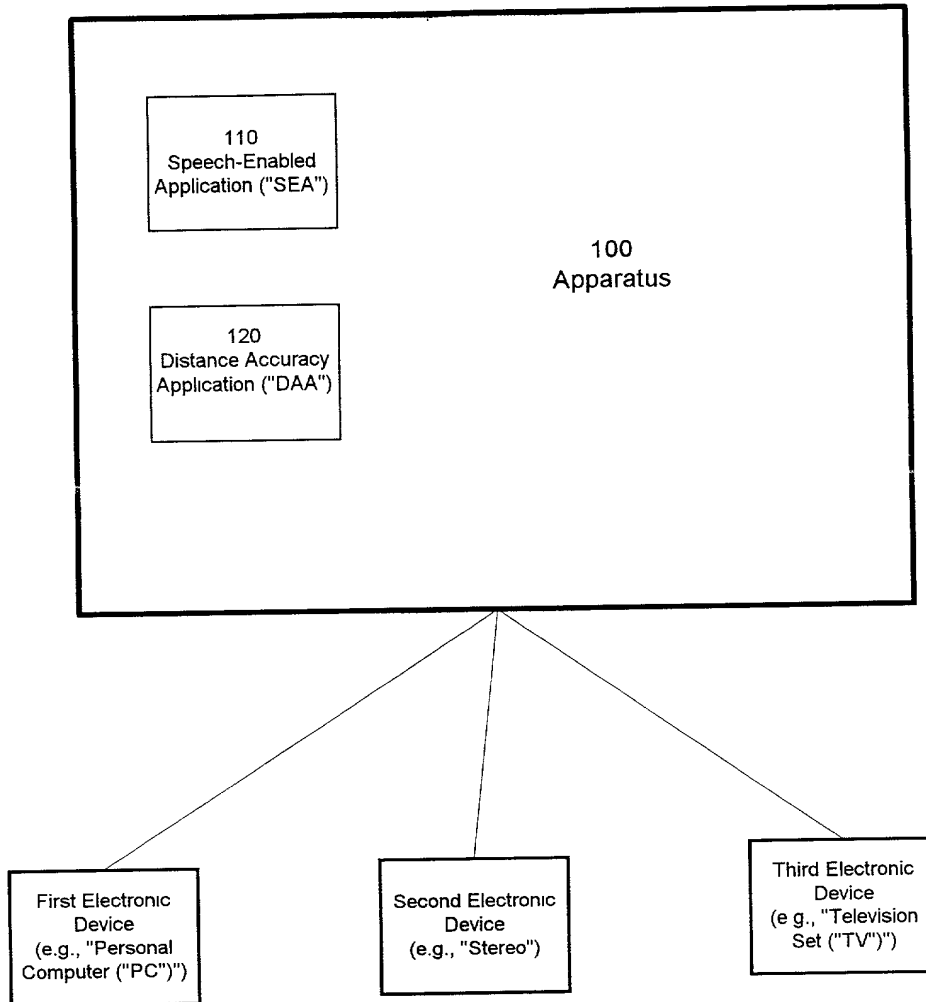 110
Speech-Enabled
Application ("SEA")
100
Apparatus
120
Distance Accuracy
Application ("DAA")
First Electronic
Device
(e.g., "Personal
Computer ("PC")")
Second Electronic
Device
(e.g., "Stereo")
Third Electronic
Device
(e g., "Television
Set ("TV")")